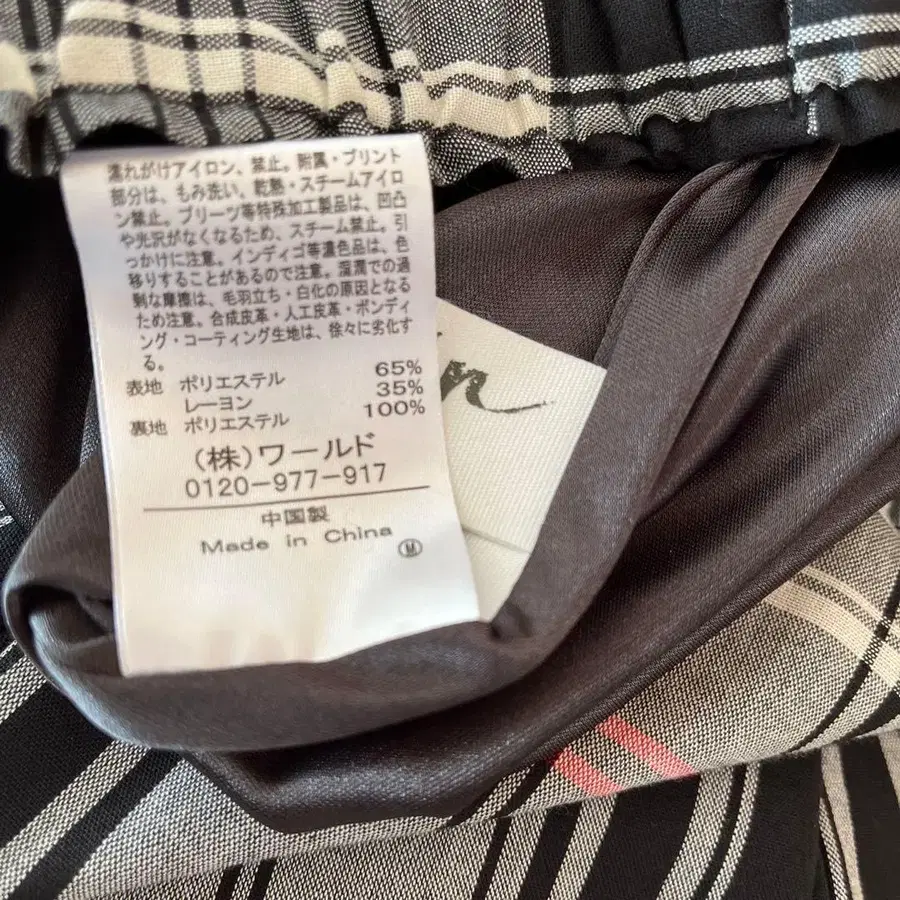 濡れがけアイロン、禁止。附属・プリント
部分は、もみ洗い、乾熱・スチームアイロ
ン禁止。プリーツ等特殊加工製品は、凹凸
や光沢がなくなるため、スチーム禁止。引
っかけに注意。インディゴ等濃色品は、色
移りすることがあるので注意。湿潤での過
剰な摩擦は、毛羽立ち・白化の原因となる
ため注意。合成皮革・人工皮革・ボンディ
ング・コーティング生地は、徐々に劣化す
る。
表地 ポリエステル 65%
レーヨン 35%
裏地 ポリエステル 100%
(株)ワールド
0120-977-917
中国製
Made in China
M